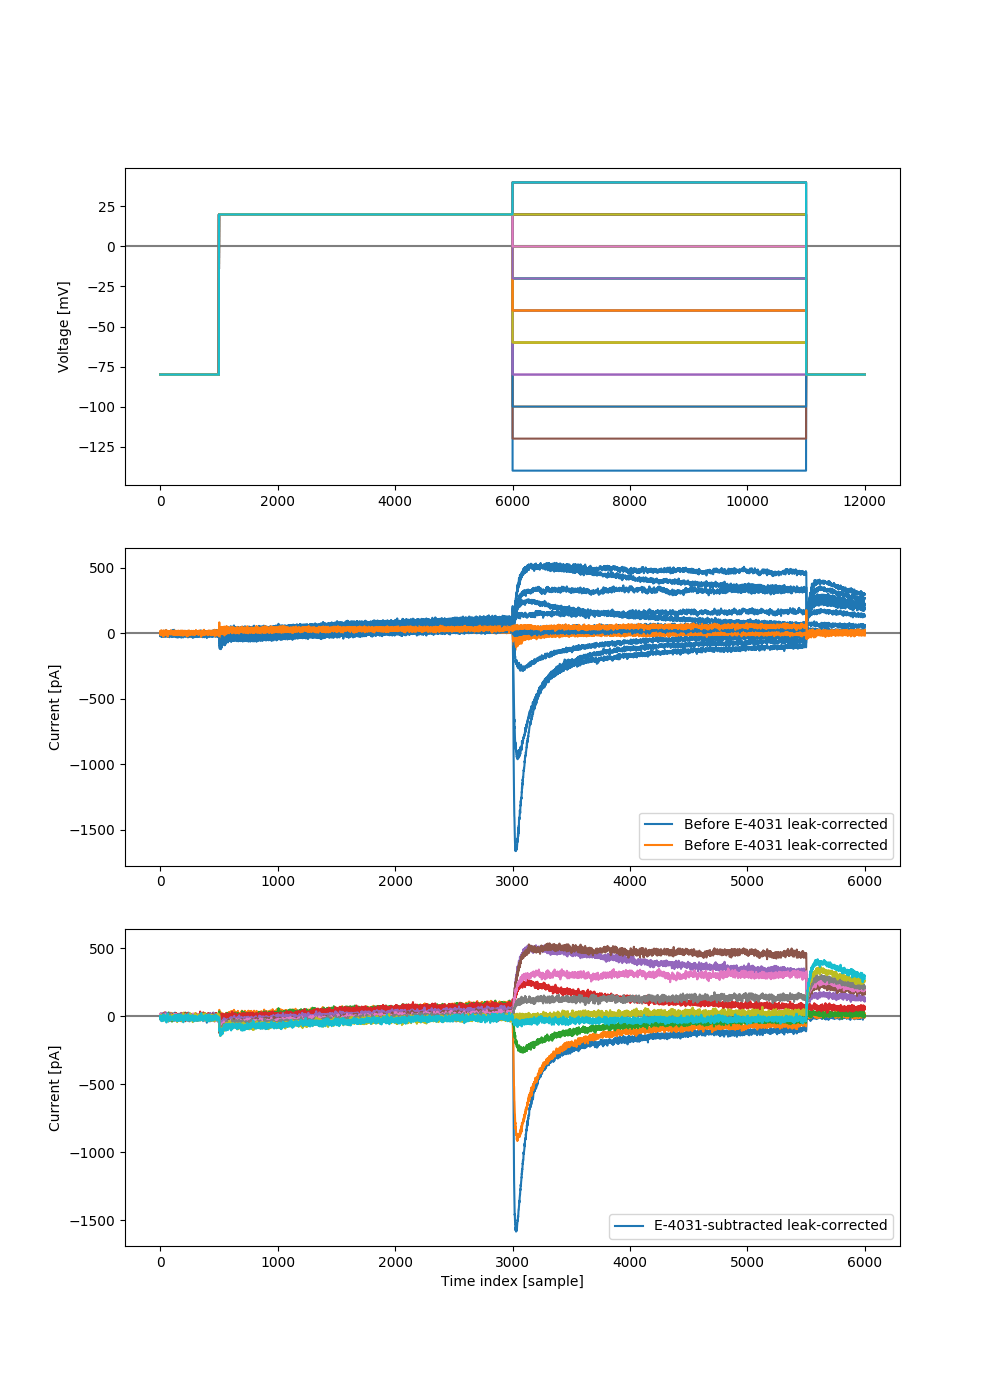 25
0
−25
−50
−75
−100
−125
Voltage [mV]
0 2000 4000 6000 8000 10000 12000
500
0
−500
−1000
−1500
Current [pA]
Before E-4031 leak-corrected
Before E-4031 leak-corrected
0 1000 2000 3000 4000 5000 6000
500
0
−500
−1000
−1500
Current [pA]
E-4031-subtracted leak-corrected
0 1000 2000 3000 4000 5000 6000
Time index [sample]